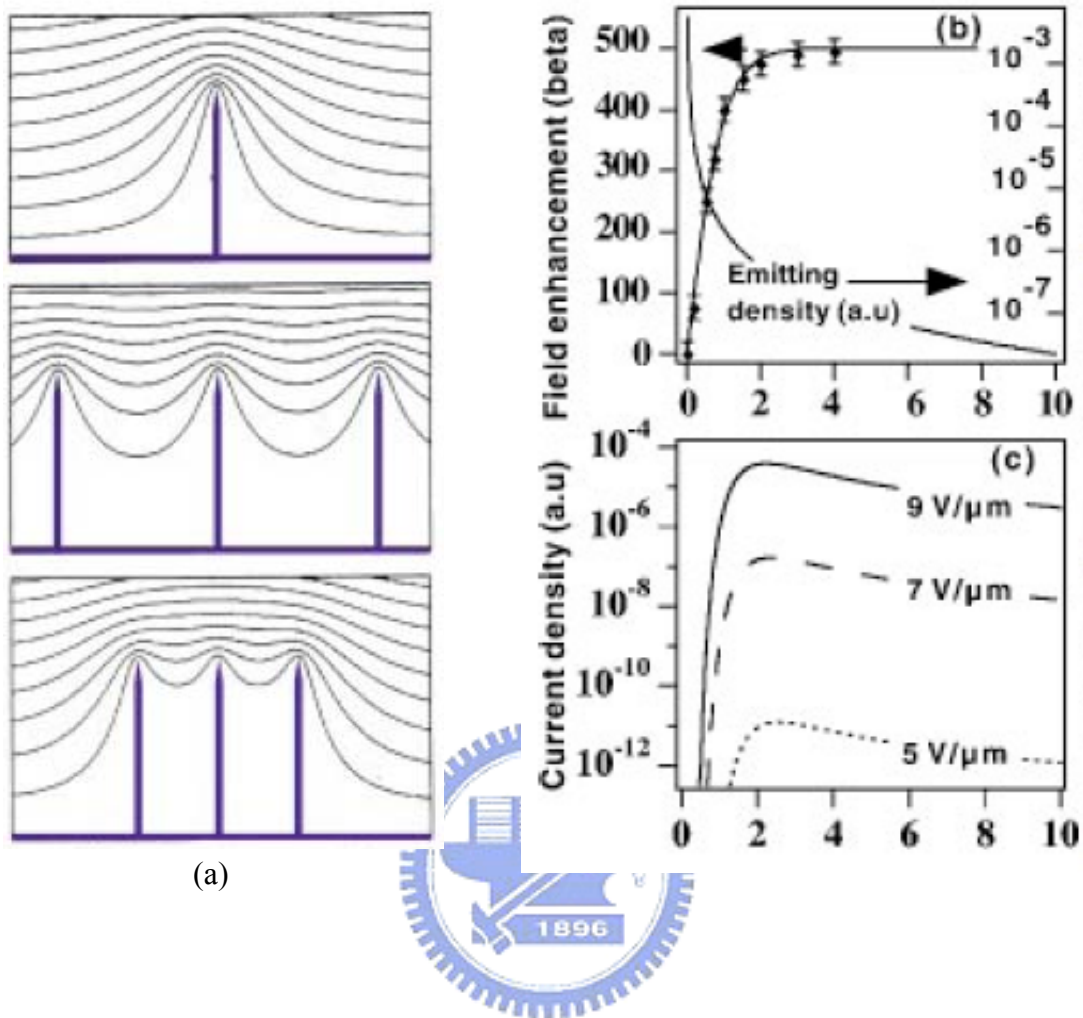 (a)
(b)
Field enhancement (beta)
500
400
300
200
100
0
10⁻³
10⁻⁴
10⁻⁵
10⁻⁶
10⁻⁷
Emitting
density (a.u)
0 2 4 6 8 10
(c)
Current density (a.u)
10⁻⁴
10⁻⁶
10⁻⁸
10⁻¹⁰
10⁻¹²
9 V/µm
7 V/µm
5 V/µm
0 2 4 6 8 10
1896